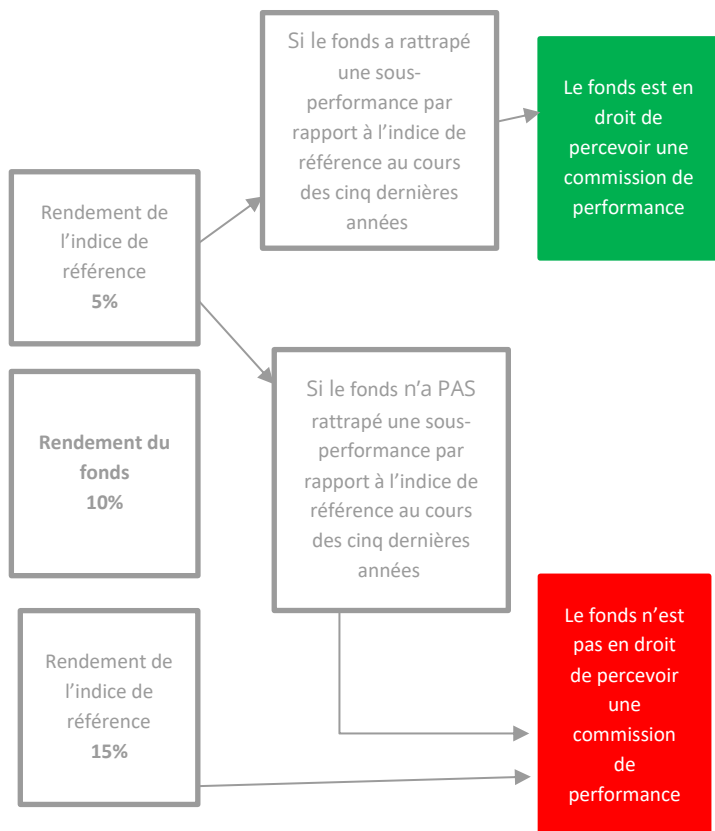 Si le fonds a rattrapé
une sous-
performance par
rapport à l'indice de
référence au cours
des cinq dernières
années
Le fonds est en
droit de
percevoir une
commission de
performance
Rendement de
l'indice de
référence
5%
Si le fonds n'a PAS
rattrapé une sous-
performance par
rapport à l'indice de
référence au cours
des cinq dernières
années
Rendement du
fonds
10%
Le fonds n'est
pas en droit
de percevoir
une
commission
de
performance
Rendement de
l'indice de
référence
15%